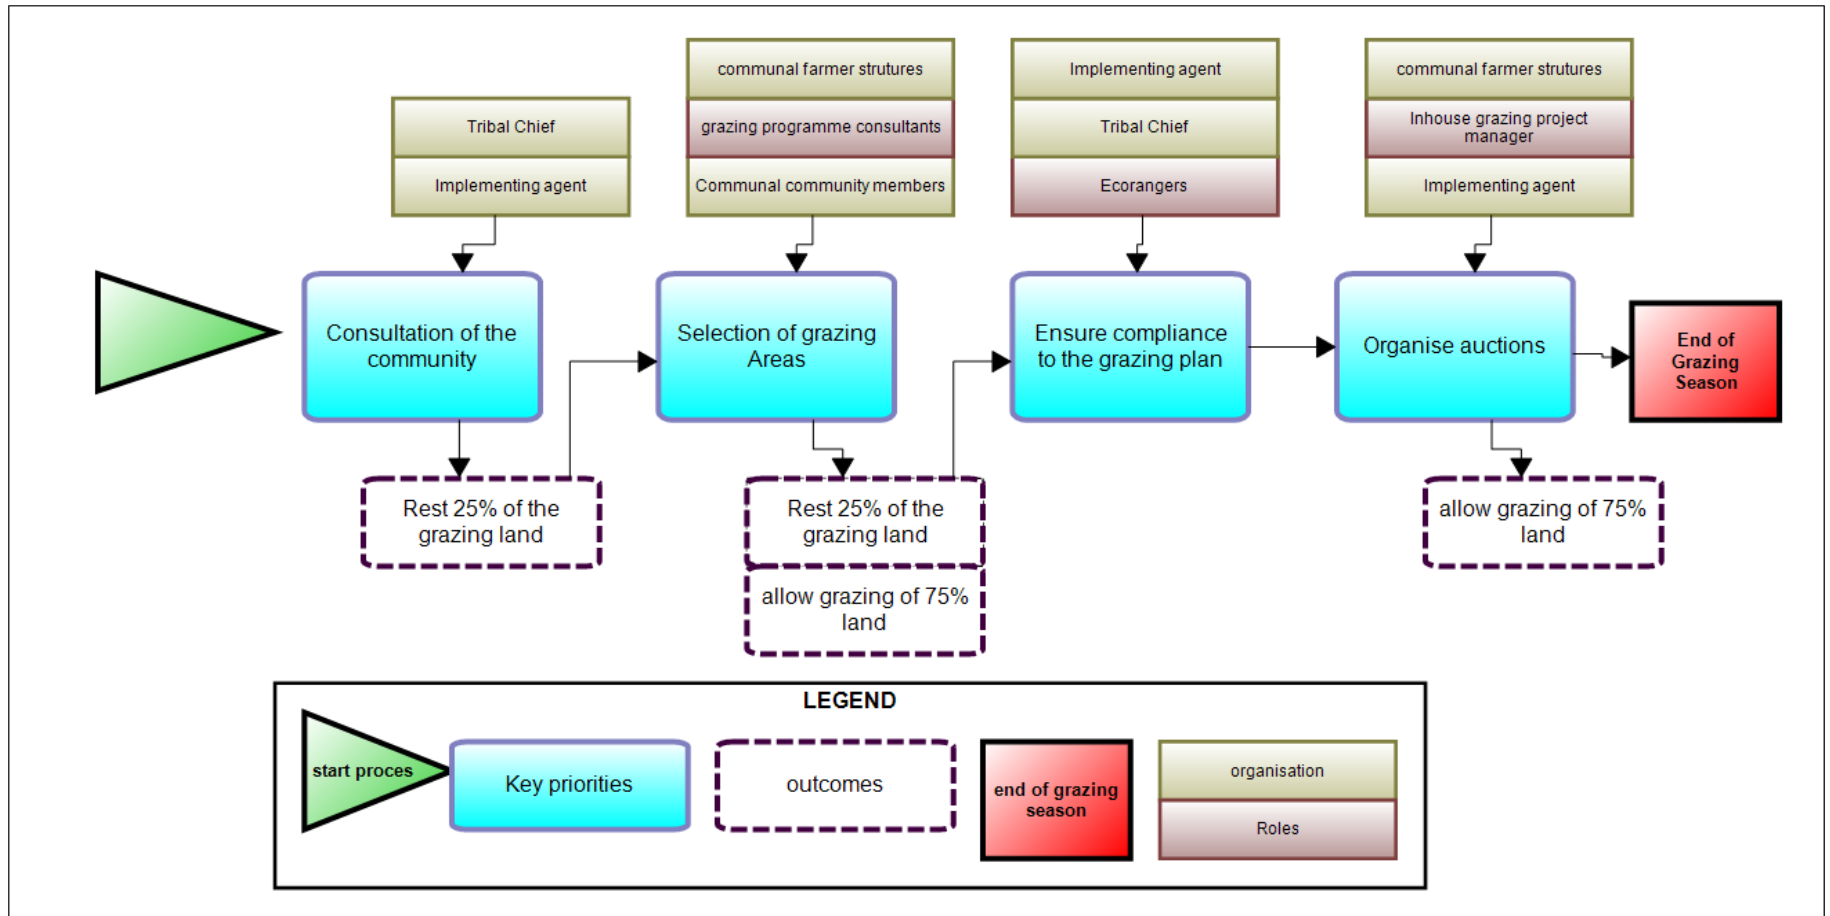 Tribal Chief
Implementing agent
communal farmer strutures
grazing programme consultants
Communal community members
Implementing agent
Tribal Chief
Ecorangers
communal farmer strutures
Inhouse grazing project
manager
Implementing agent
Consultation of the
community
Selection of grazing
Areas
Ensure compliance
to the grazing plan
Organise auctions
End of
Grazing
Season
Rest 25% of the
grazing land
Rest 25% of the
grazing land
allow grazing of 75%
land
allow grazing of 75%
land
LEGEND
start proces
Key priorities
outcomes
end of grazing
season
organisation
Roles